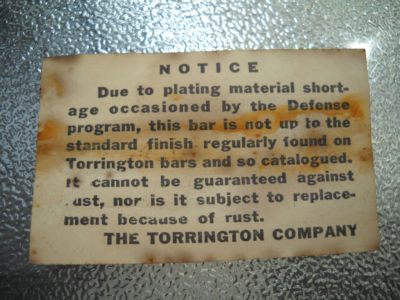 NOTICE
Due to plating material short-
age occasioned by the Defense
program, this bar is not up to the
standard finish regularly found on
Torrington bars and so catalogued.
It cannot be guaranteed against
ust, nor is it subject to replace-
ment because of rust.
THE TORRINGTON COMPANY